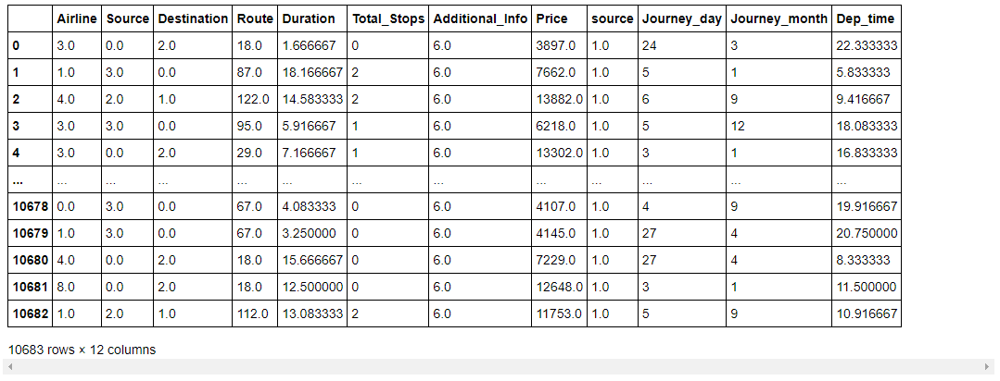 Airline Source Destination Route Duration Total_Stops Additional_Info Price source Journey_day Journey_month Dep_time
0 3.0 0.0 2.0 18.0 1.666667 0 6.0 3897.0 1.0 24 3 22.333333
1 1.0 3.0 0.0 87.0 18.166667 2 6.0 7662.0 1.0 5 1 5.833333
2 4.0 2.0 1.0 122.0 14.583333 2 6.0 13882.0 1.0 6 9 9.416667
3 3.0 3.0 0.0 95.0 5.916667 1 6.0 6218.0 1.0 5 12 18.083333
4 3.0 0.0 2.0 29.0 7.166667 1 6.0 13302.0 1.0 3 1 16.833333
... ... ... ... ... ... ... ... ... ... ... ... ...
10678 0.0 3.0 0.0 67.0 4.083333 0 6.0 4107.0 1.0 4 9 19.916667
10679 1.0 3.0 0.0 67.0 3.250000 0 6.0 4145.0 1.0 27 4 20.750000
10680 4.0 0.0 2.0 18.0 15.666667 0 6.0 7229.0 1.0 27 4 8.333333
10681 8.0 0.0 2.0 18.0 12.500000 0 6.0 12648.0 1.0 3 1 11.500000
10682 1.0 2.0 1.0 112.0 13.083333 2 6.0 11753.0 1.0 5 9 10.916667
10683 rows × 12 columns